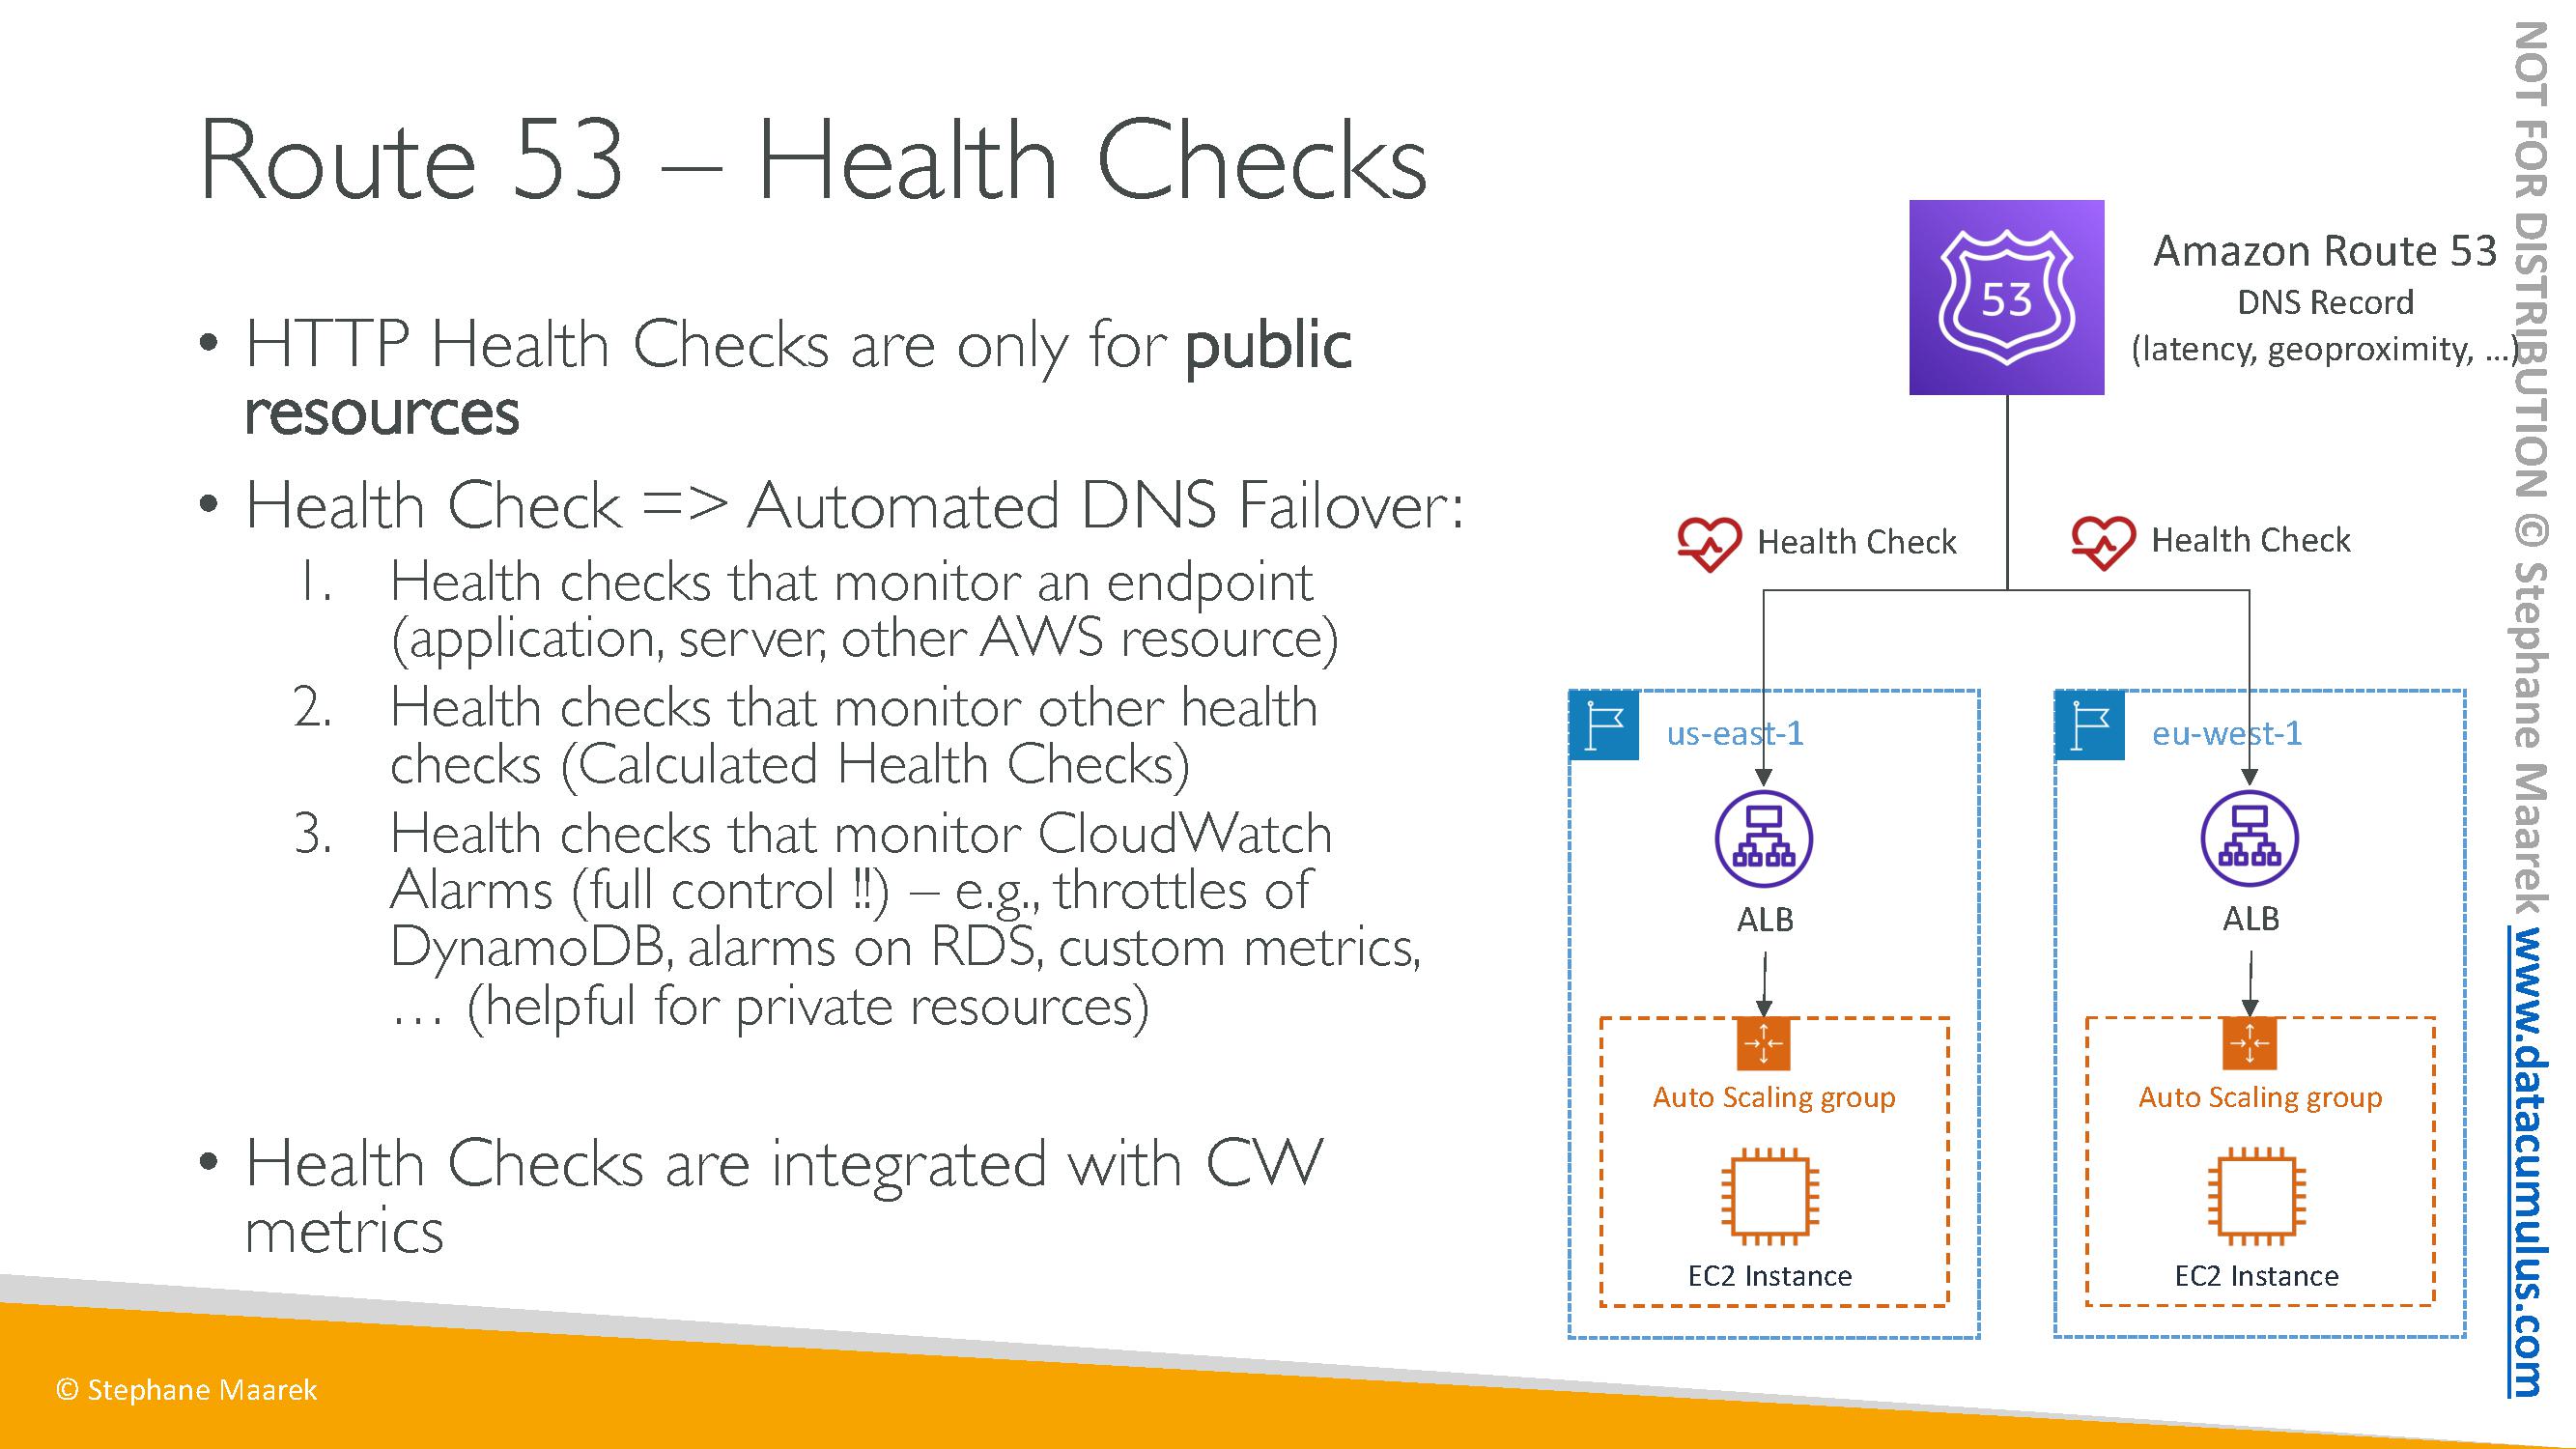 Route 53 – Health Checks
• HTTP Health Checks are only for public
resources
• Health Check => Automated DNS Failover:
1. Health checks that monitor an endpoint
(application, server, other AWS resource)
2. Health checks that monitor other health
checks (Calculated Health Checks)
3. Health checks that monitor CloudWatch
Alarms (full control !!) – e.g., throttles of
DynamoDB, alarms on RDS, custom metrics,
… (helpful for private resources)
• Health Checks are integrated with CW
metrics
53
Amazon Route 53
DNS Record
(latency, geoproximity, …)
Health Check
Health Check
us-east-1
eu-west-1
ALB
ALB
Auto Scaling group
Auto Scaling group
EC2 Instance
EC2 Instance
© Stephane Maarek
NOT FOR DISTRIBUTION © Stephane Maarek www.datacumulus.com